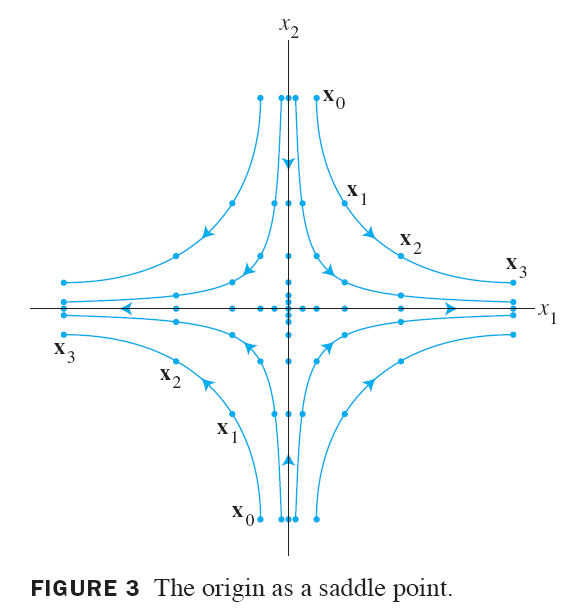 x₂
x₀
x₁
x₂
x₃
x₁
x₃
x₂
x₁
x₀
FIGURE 3 The origin as a saddle point.